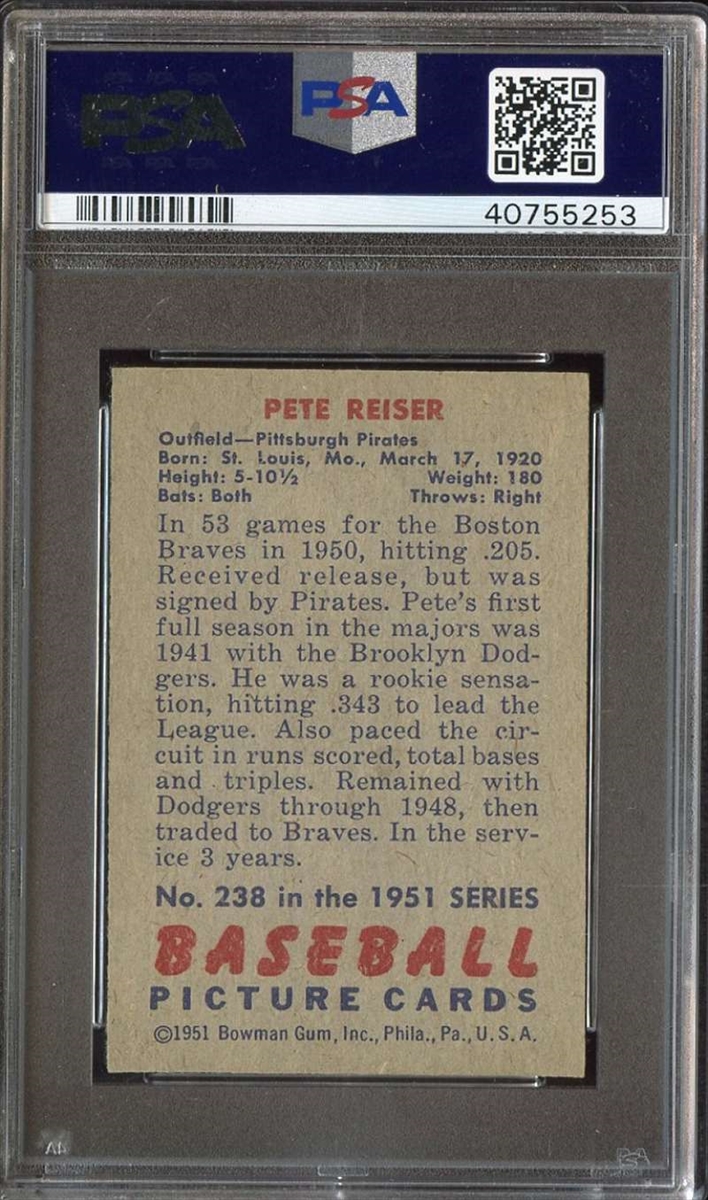 PSA
PSA
40755253
PETE REISER
Outfield—Pittsburgh Pirates
Born: St. Louis, Mo., March 17, 1920
Height: 5-10½ Weight: 180
Bats: Both Throws: Right
In 53 games for the Boston
Braves in 1950, hitting .205.
Received release, but was
signed by Pirates. Pete's first
full season in the majors was
1941 with the Brooklyn Dod-
gers. He was a rookie sensa-
tion, hitting .343 to lead the
League. Also paced the cir-
cuit in runs scored, total bases
and triples. Remained with
Dodgers through 1948, then
traded to Braves. In the serv-
ice 3 years.
No. 238 in the 1951 SERIES
BASEBALL
PICTURE CARDS
©1951 Bowman Gum, Inc., Phila., Pa., U. S. A.
PSA